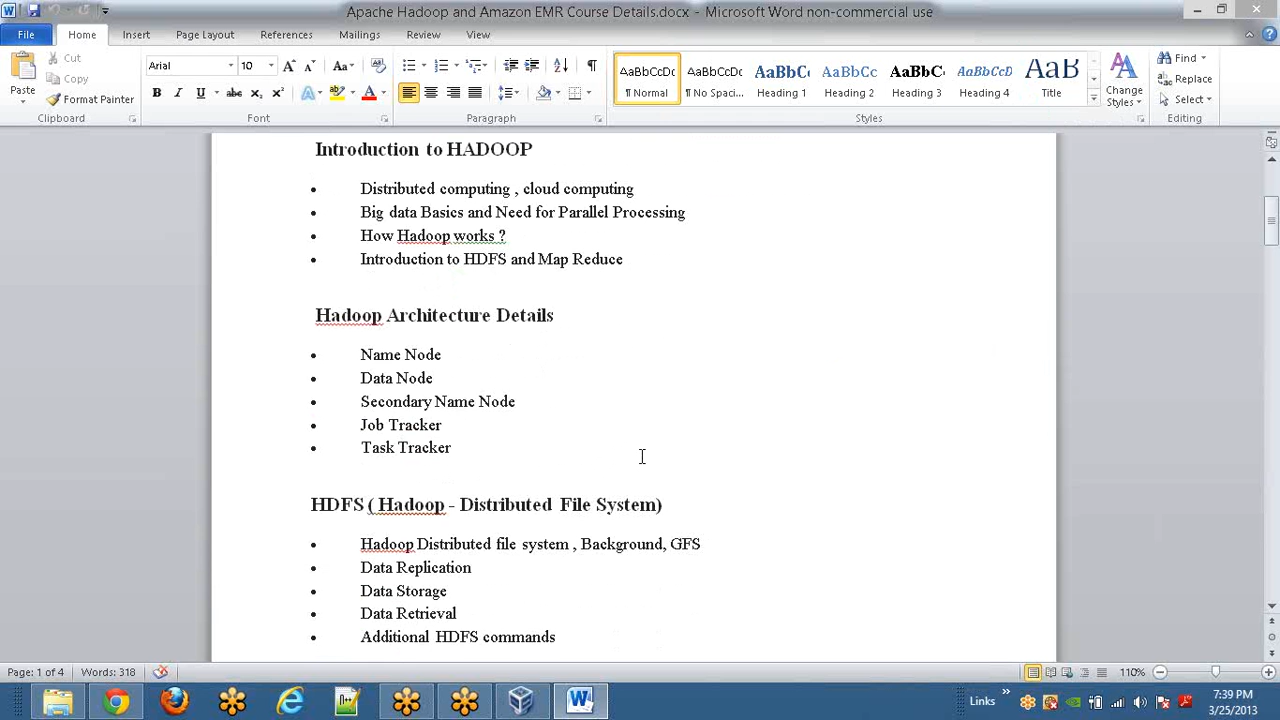 Apache Hadoop and Amazon EMR Course Details.docx - Microsoft Word non-commercial use
File Home Insert Page Layout References Mailings Review View
Paste
Cut
Copy
Format Painter
Clipboard
Arial 10
Font
Paragraph
AaBbCcDc AaBbCcDc AaBbCc AaBbCc AaBbCc AaBbCc AaB
¶ Normal ¶ No Spaci... Heading 1 Heading 2 Heading 3 Heading 4 Title
Change Styles
Styles
Find
Replace
Select
Editing
Introduction to HADOOP
• Distributed computing , cloud computing
• Big data Basics and Need for Parallel Processing
• How Hadoop works ?
• Introduction to HDFS and Map Reduce
Hadoop Architecture Details
• Name Node
• Data Node
• Secondary Name Node
• Job Tracker
• Task Tracker
HDFS ( Hadoop - Distributed File System)
• Hadoop Distributed file system , Background, GFS
• Data Replication
• Data Storage
• Data Retrieval
• Additional HDFS commands
Page: 1 of 4 Words: 318 110%
Links » 7:39 PM
3/25/2013